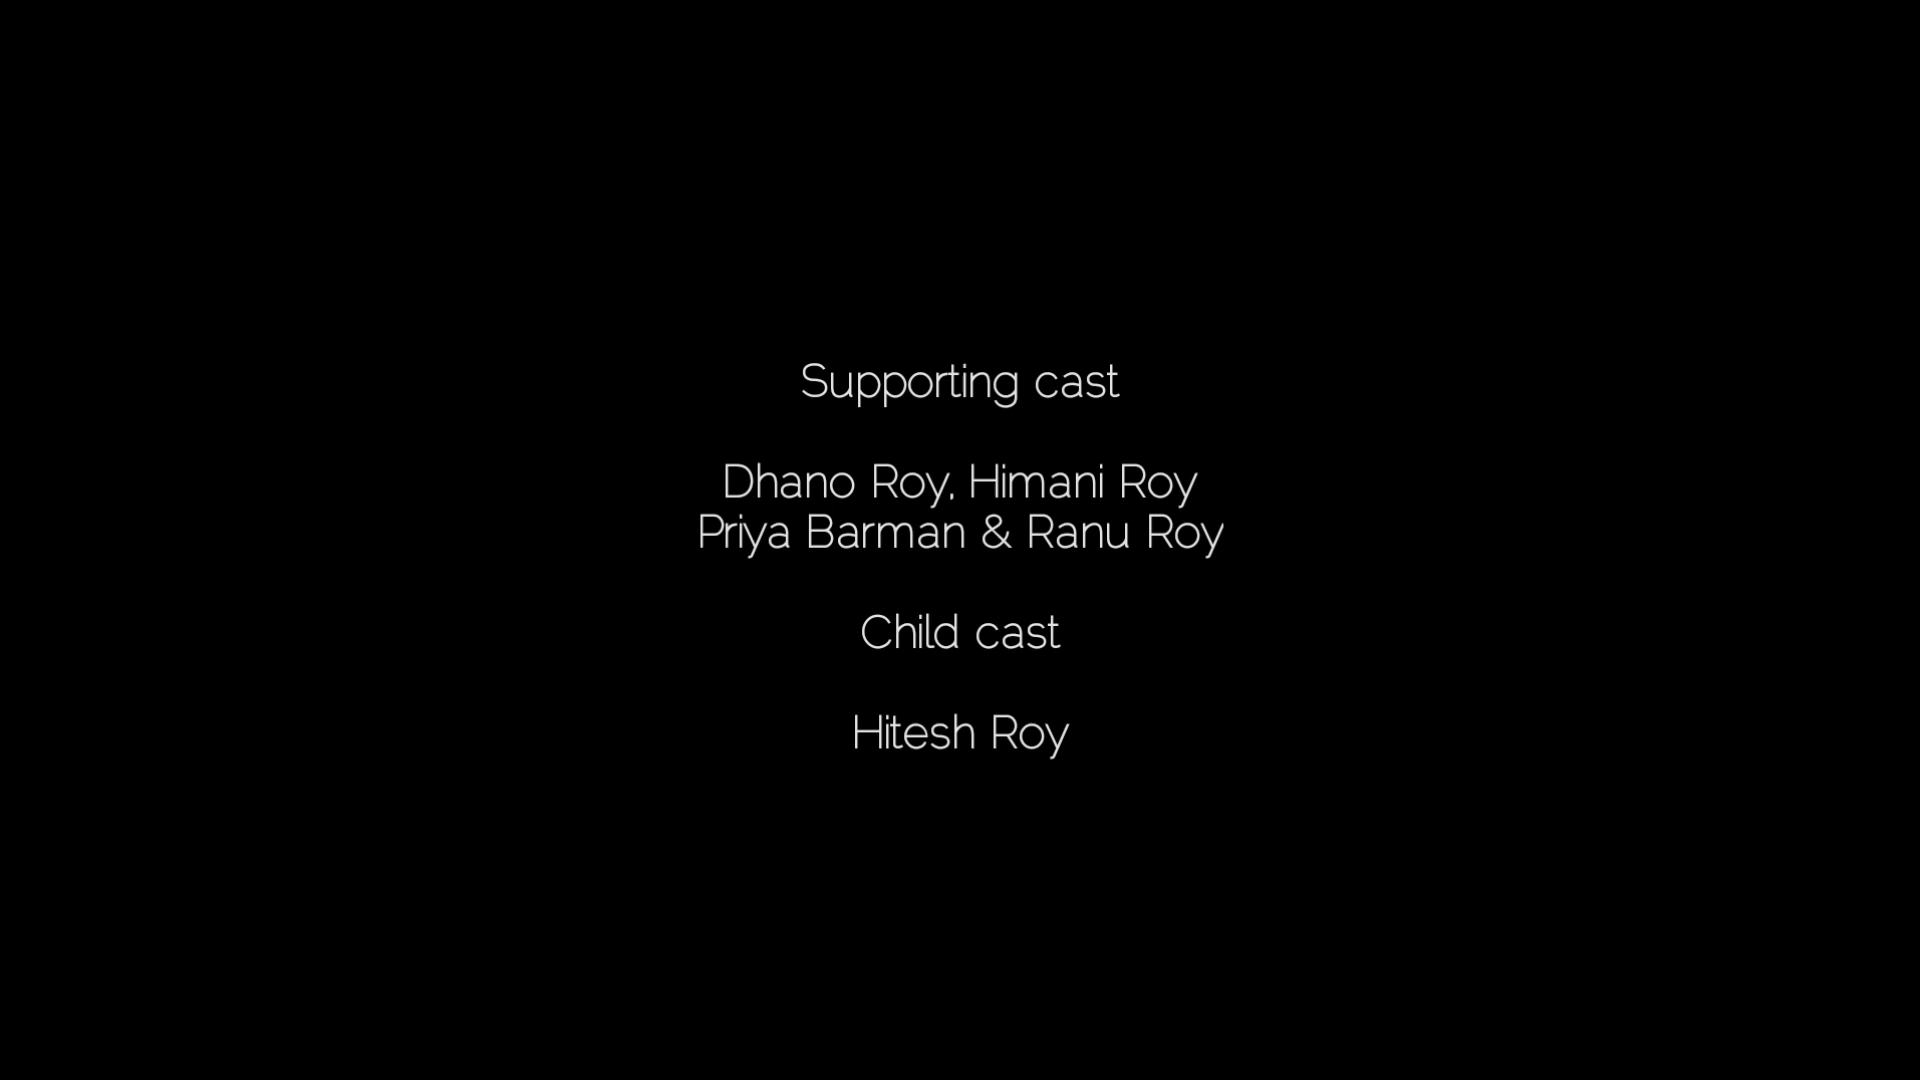 Supporting cast
Dhano Roy, Himani Roy
Priya Barman & Ranu Roy
Child cast
Hitesh Roy